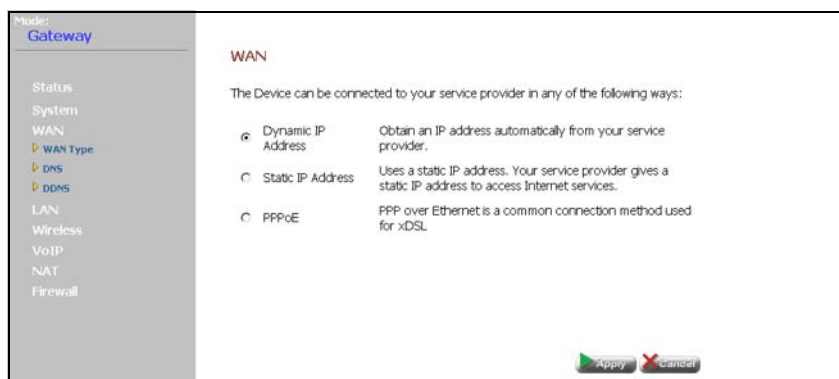 Mode:
Gateway
Status
System
WAN
WAN Type
DNS
DDNS
LAN
Wireless
VoIP
NAT
Firewall
WAN
The Device can be connected to your service provider in any of the following ways:
Dynamic IP Address
Obtain an IP address automatically from your service
provider.
Static IP Address
Uses a static IP address. Your service provider gives a
static IP address to access Internet services.
PPPoE
PPP over Ethernet is a common connection method used
for xDSL
Apply
Cancel